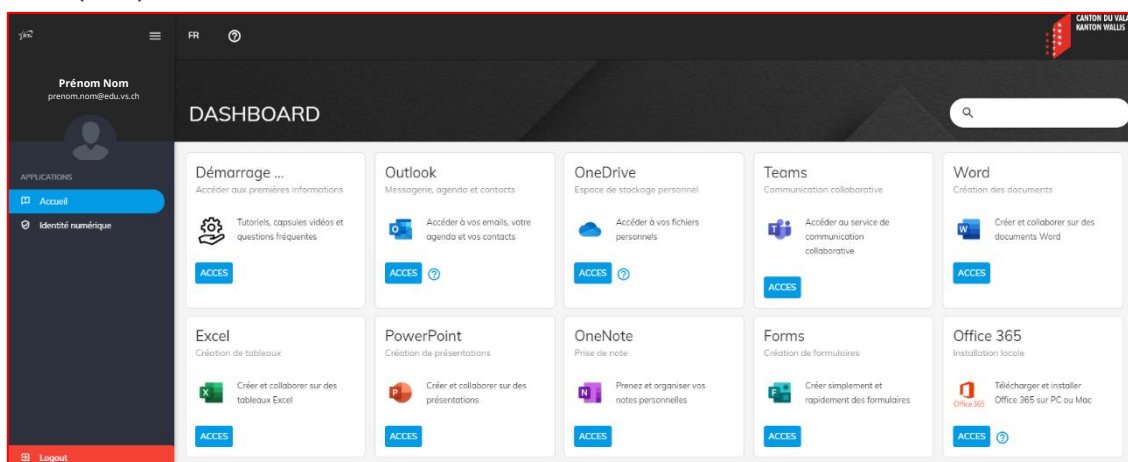 FR
CANTON DU VALA
KANTON WALLIS
Prénom Nom
prenom.nom@edu.vs.ch
DASHBOARD
APPLICATIONS
Accueil
Identité numérique
Logout
Démarrage ...
Accéder aux premières informations
Tutoriels, capsules vidéos et
questions fréquentes
ACCES
Outlook
Messagerie, agenda et contacts
Accéder à vos emails, votre
agenda et vos contacts
ACCES
OneDrive
Espace de stockage personnel
Accéder à vos fichiers
personnels
ACCES
Teams
Communication collaborative
Accéder au service de
communication
collaborative
ACCES
Word
Création des documents
Créer et collaborer sur des
documents Word
ACCES
Excel
Création de tableaux
Créer et collaborer sur des
tableaux Excel
ACCES
PowerPoint
Création de présentations
Créer et collaborer sur des
présentations
ACCES
OneNote
Prise de note
Prenez et organiser vos
notes personnelles
ACCES
Forms
Création de formulaires
Créer simplement et
rapidement des formulaires
ACCES
Office 365
Installation locale
Office 365
Télécharger et installer
Office 365 sur PC ou Mac
ACCES